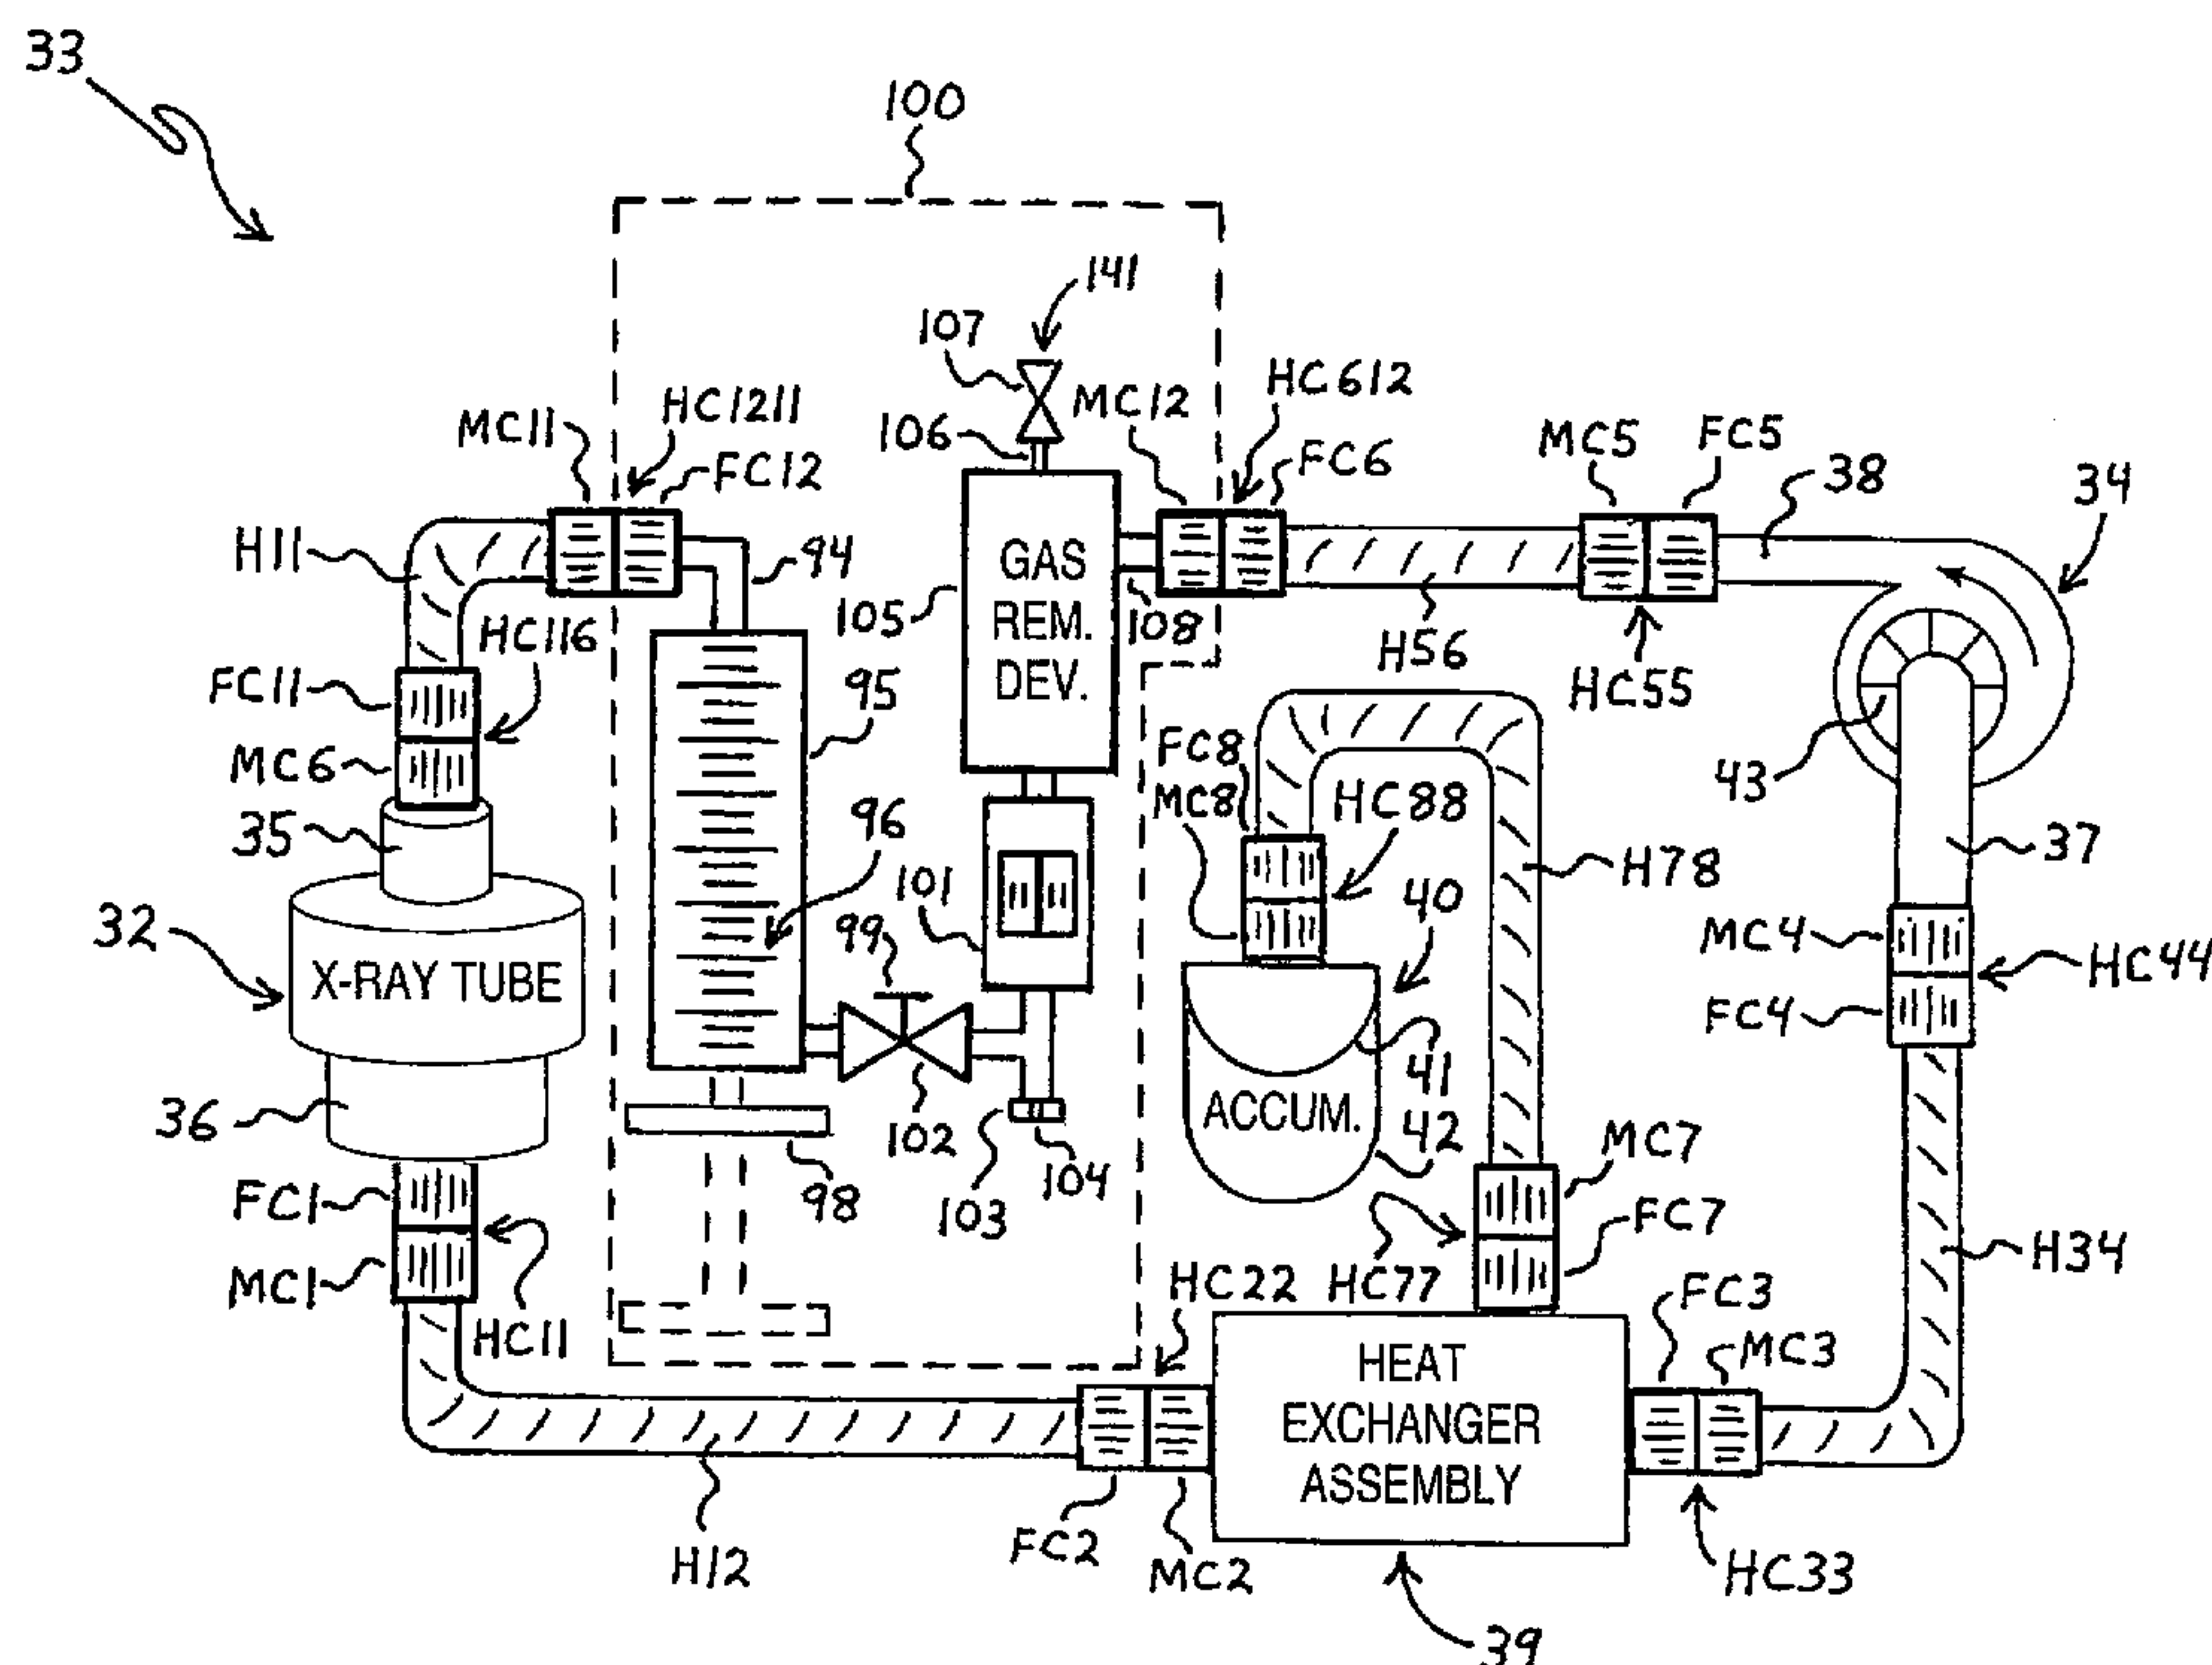 33
100
141
107
HC612
HC1211
MC12
MC11
106
FC6
MC5
FC5
FC12
38
34
H11
94
GAS
REM.
DEV.
105
108
HC116
H56
HC55
FC11
95
FC8
MC6
43
MC8
HC88
96
35
37
H78
101
40
32
99
MC4
X-RAY TUBE
HC44
FC4
41
ACCUM.
36
102
42
MC7
104
FC1
98
103
FC7
H34
MC1
HC22
HC77
FC3
HC11
MC3
HEAT
EXCHANGER
ASSEMBLY
FC2
H12
MC2
HC33
39